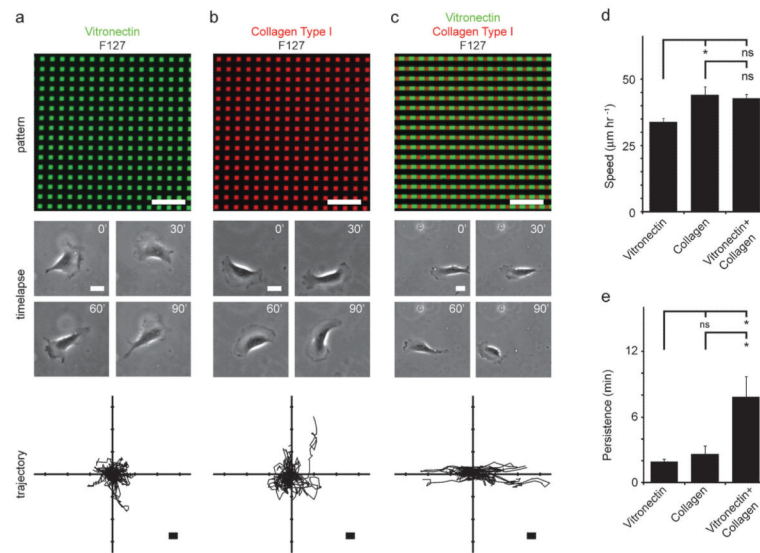 a
Vitronectin
F127
b
Collagen Type I
F127
c
Vitronectin
Collagen Type I
F127
pattern
timelapse
0'
30'
60'
90'
0'
30'
60'
90'
0'
30'
60'
90'
trajectory
d
*
ns
ns
50
25
0
Speed (μm hr⁻¹)
Vitronectin
Collagen
Vitronectin+
Collagen
e
ns
*
*
12
6
0
Persistence (min)
Vitronectin
Collagen
Vitronectin+
Collagen